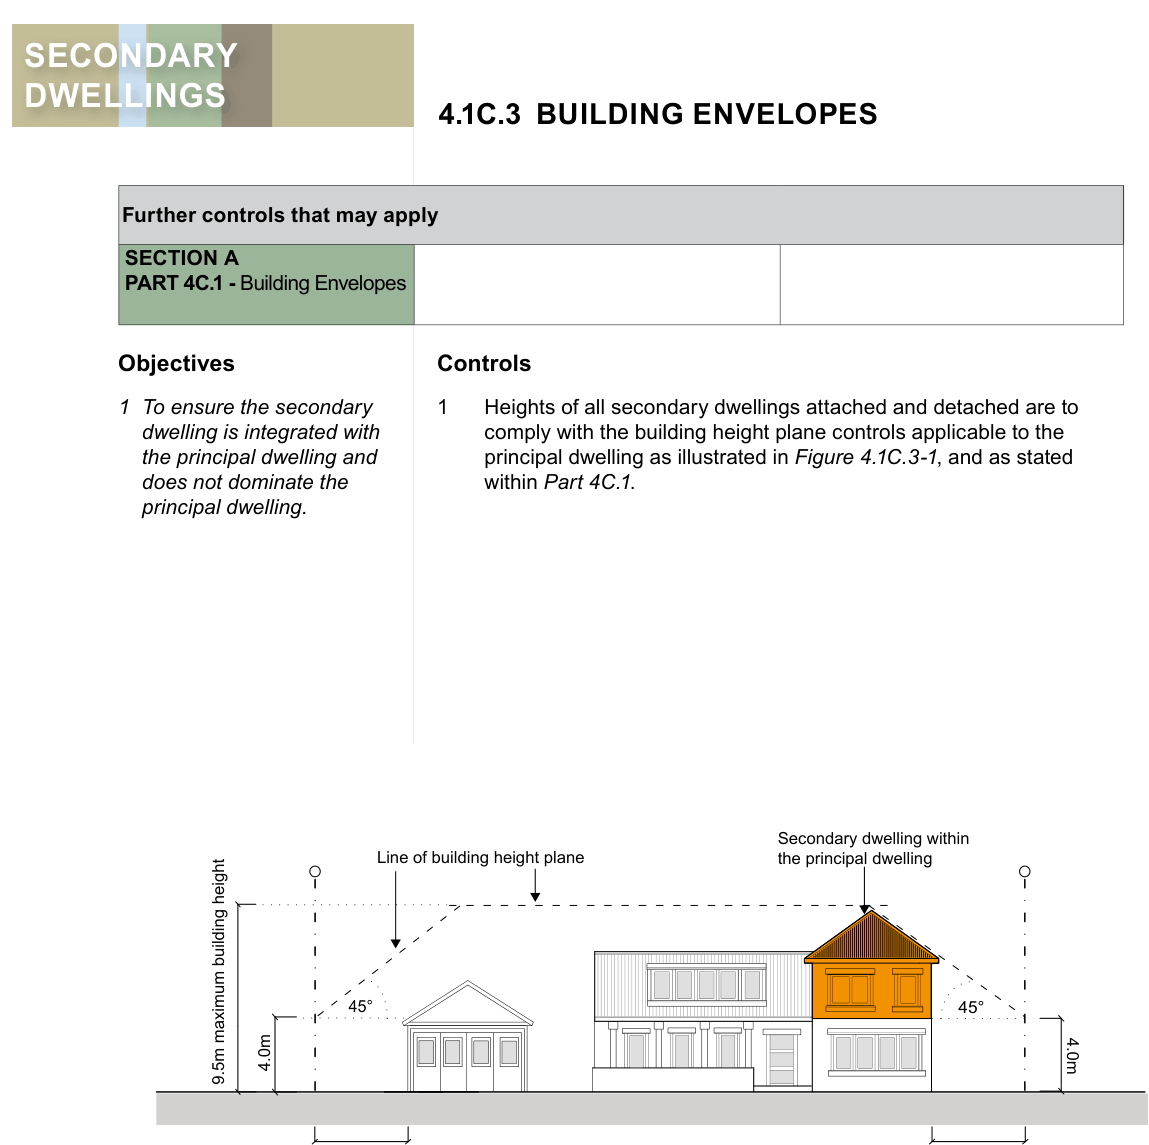 SECONDARY
DWELLINGS
4.1C.3 BUILDING ENVELOPES
Further controls that may apply
SECTION A
PART 4C.1 - Building Envelopes
Objectives
1 To ensure the secondary
dwelling is integrated with
the principal dwelling and
does not dominate the
principal dwelling.
Controls
1 Heights of all secondary dwellings attached and detached are to
comply with the building height plane controls applicable to the
principal dwelling as illustrated in Figure 4.1C.3-1, and as stated
within Part 4C.1.
Secondary dwelling within
the principal dwelling
Line of building height plane
9.5m maximum building height
45°
45°
4.0m
4.0m